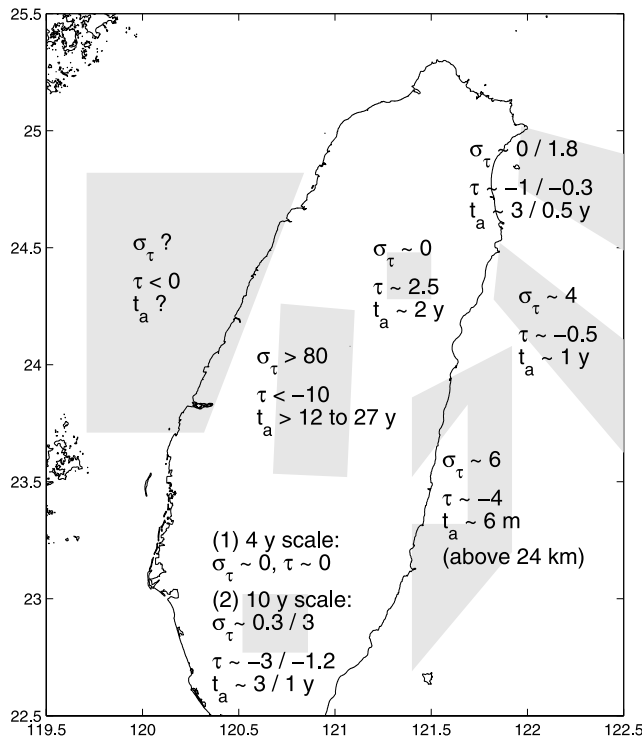 25.5
25
24.5
24
23.5
23
22.5
119.5 120 120.5 121 121.5 122 122.5
σ_τ ~ 0 / 1.8
τ ~ −1 / −0.3
t_a ~ 3 / 0.5 y
σ_τ ?
τ < 0
t_a ?
σ_τ ~ 0
τ ~ 2.5
t_a ~ 2 y
σ_τ ~ 4
τ ~ −0.5
t_a ~ 1 y
σ_τ > 80
τ < −10
t_a > 12 to 27 y
σ_τ ~ 6
τ ~ −4
t_a ~ 6 m
(above 24 km)
(1) 4 y scale:
σ_τ ~ 0, τ ~ 0
(2) 10 y scale:
σ_τ ~ 0.3 / 3
τ ~ −3 / −1.2
t_a ~ 3 / 1 y